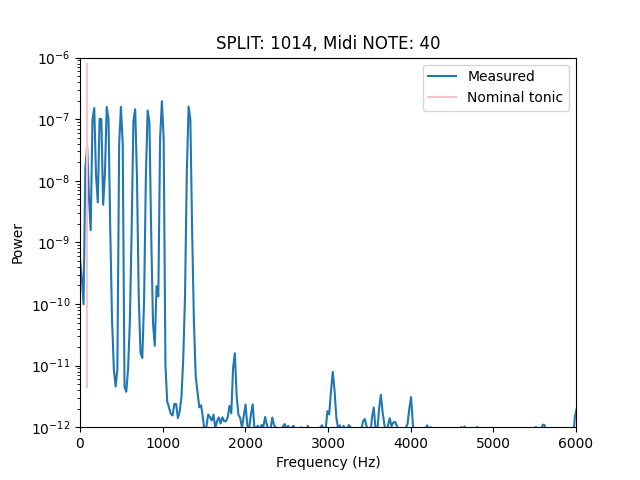 SPLIT: 1014, Midi NOTE: 40
10⁻⁶
10⁻⁷
10⁻⁸
10⁻⁹
10⁻¹⁰
10⁻¹¹
10⁻¹²
Power
Measured
Nominal tonic
0 1000 2000 3000 4000 5000 6000
Frequency (Hz)